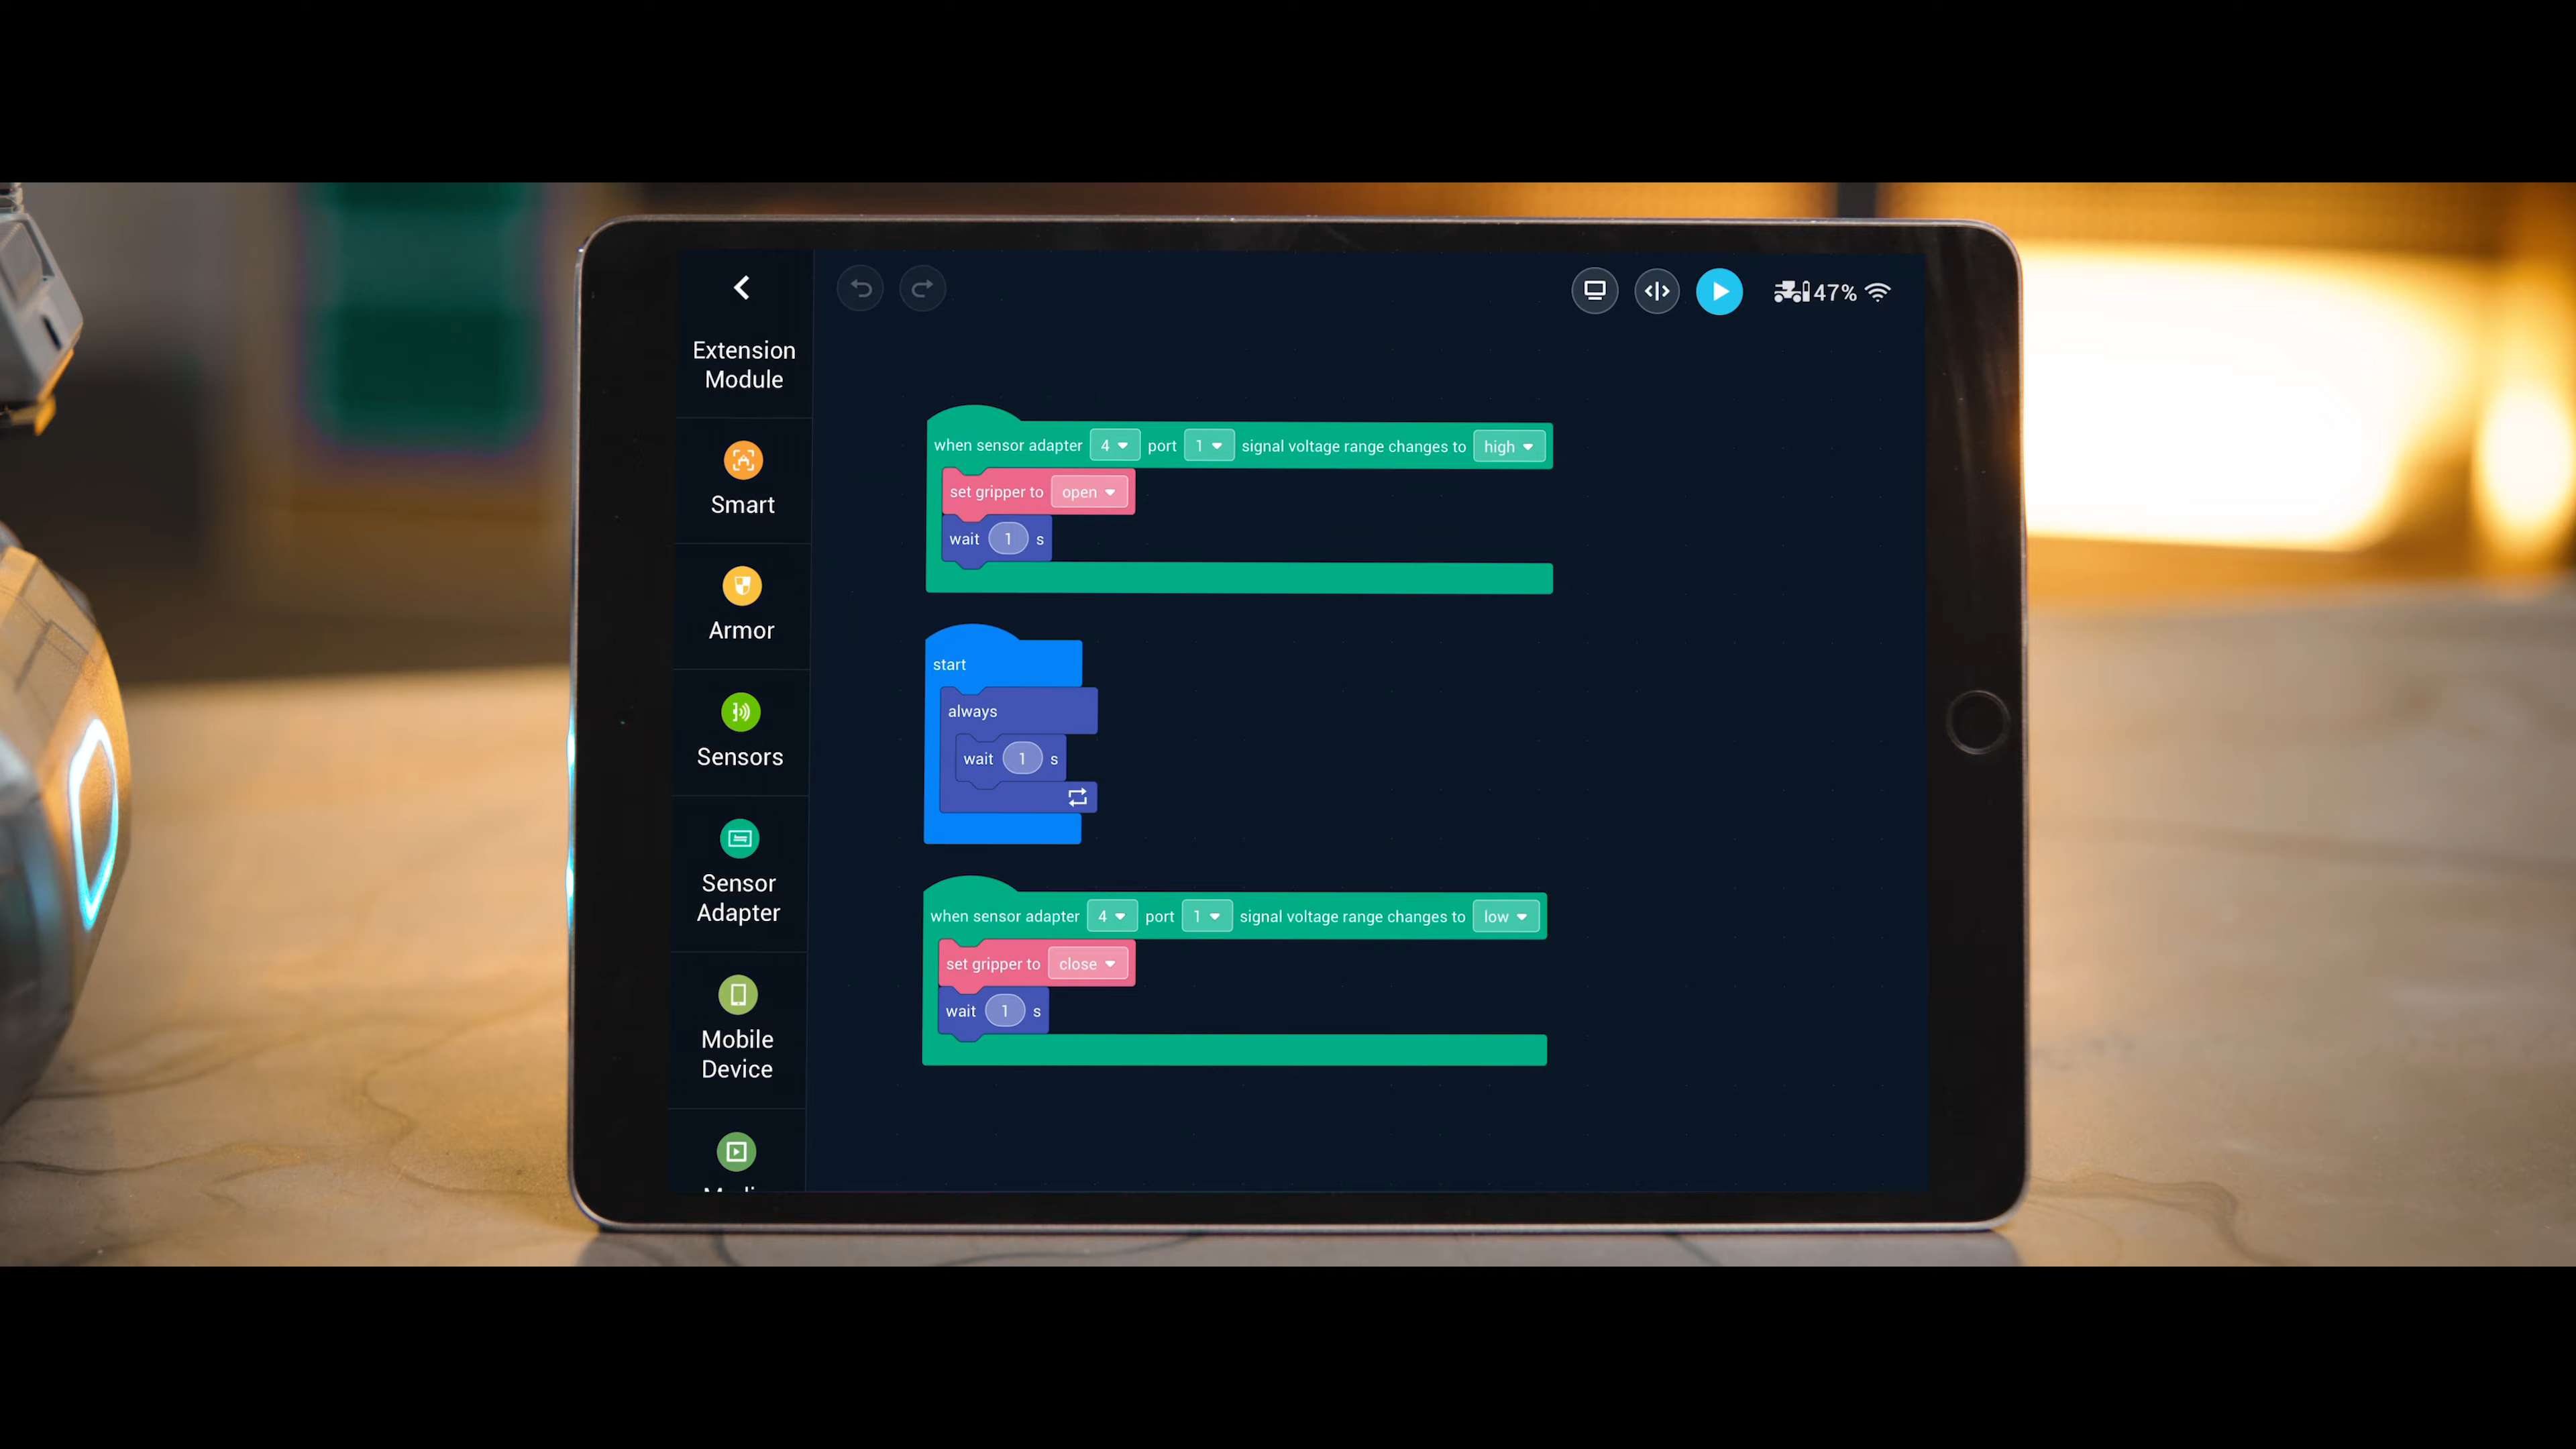 Extension
Module
Smart
Armor
Sensors
Sensor
Adapter
Mobile
Device
47%
when sensor adapter 4 port 1 signal voltage range changes to high
set gripper to open
wait 1 s
start
always
wait 1 s
when sensor adapter 4 port 1 signal voltage range changes to low
set gripper to close
wait 1 s